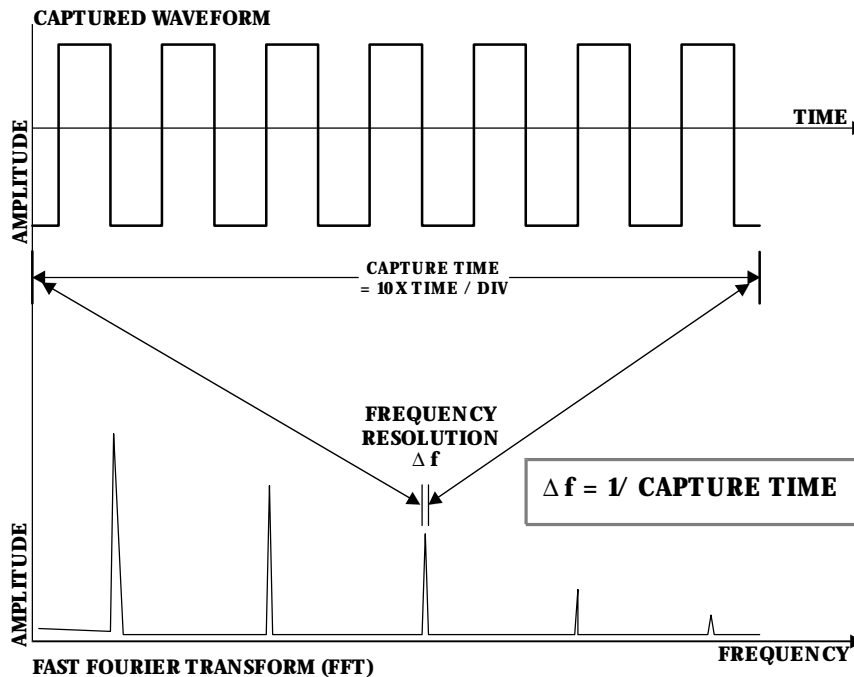 CAPTURED WAVEFORM
TIME
AMPLITUDE
CAPTURE TIME
= 10X TIME / DIV
FREQUENCY
RESOLUTION
Δ f
Δ f = 1/ CAPTURE TIME
AMPLITUDE
FREQUENCY
FAST FOURIER TRANSFORM (FFT)